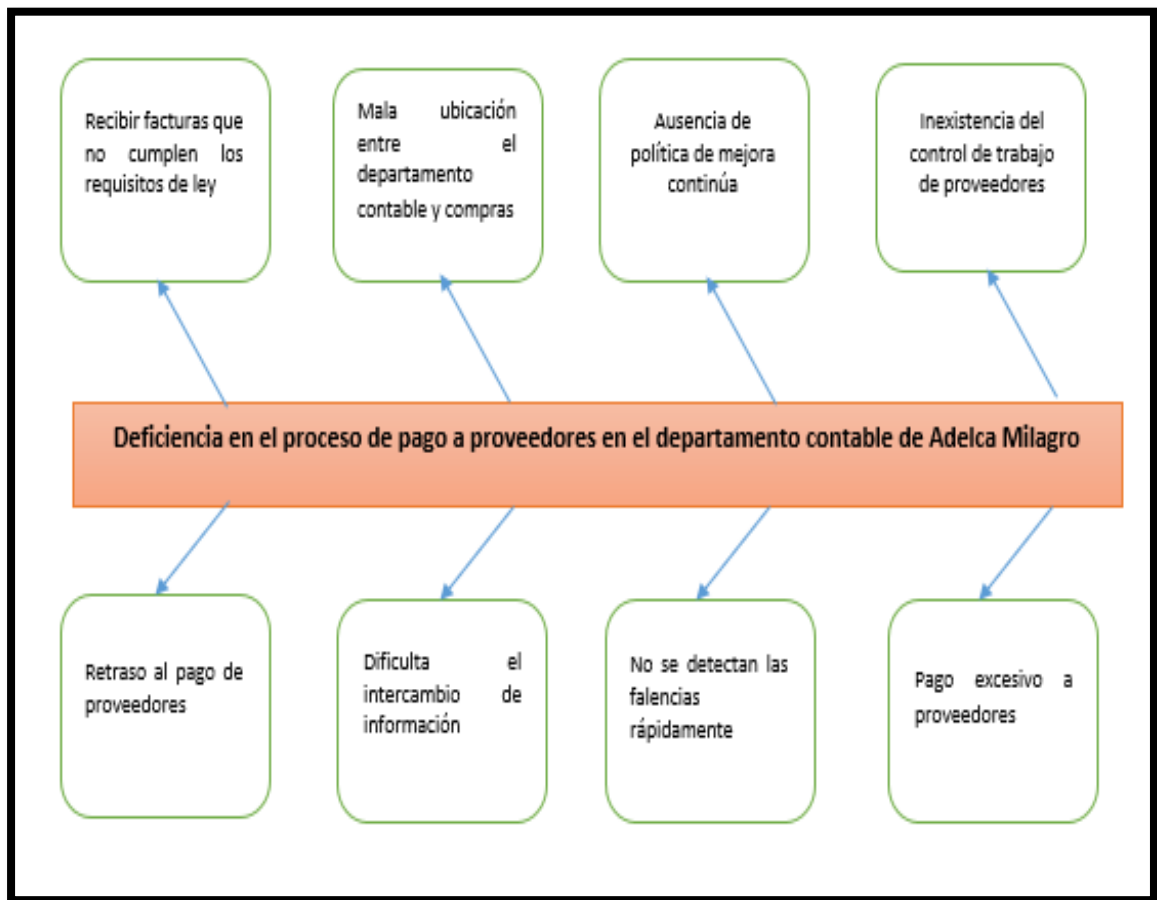 Recibir facturas que
no cumplen los
requisitos de ley
Mala ubicación
entre el
departamento
contable y compras
Ausencia de
política de mejora
continúa
Inexistencia del
control de trabajo
de proveedores
Deficiencia en el proceso de pago a proveedores en el departamento contable de Adelca Milagro
Retraso al pago de
proveedores
Dificulta el
intercambio de
información
No se detectan las
falencias
rápidamente
Pago excesivo a
proveedores